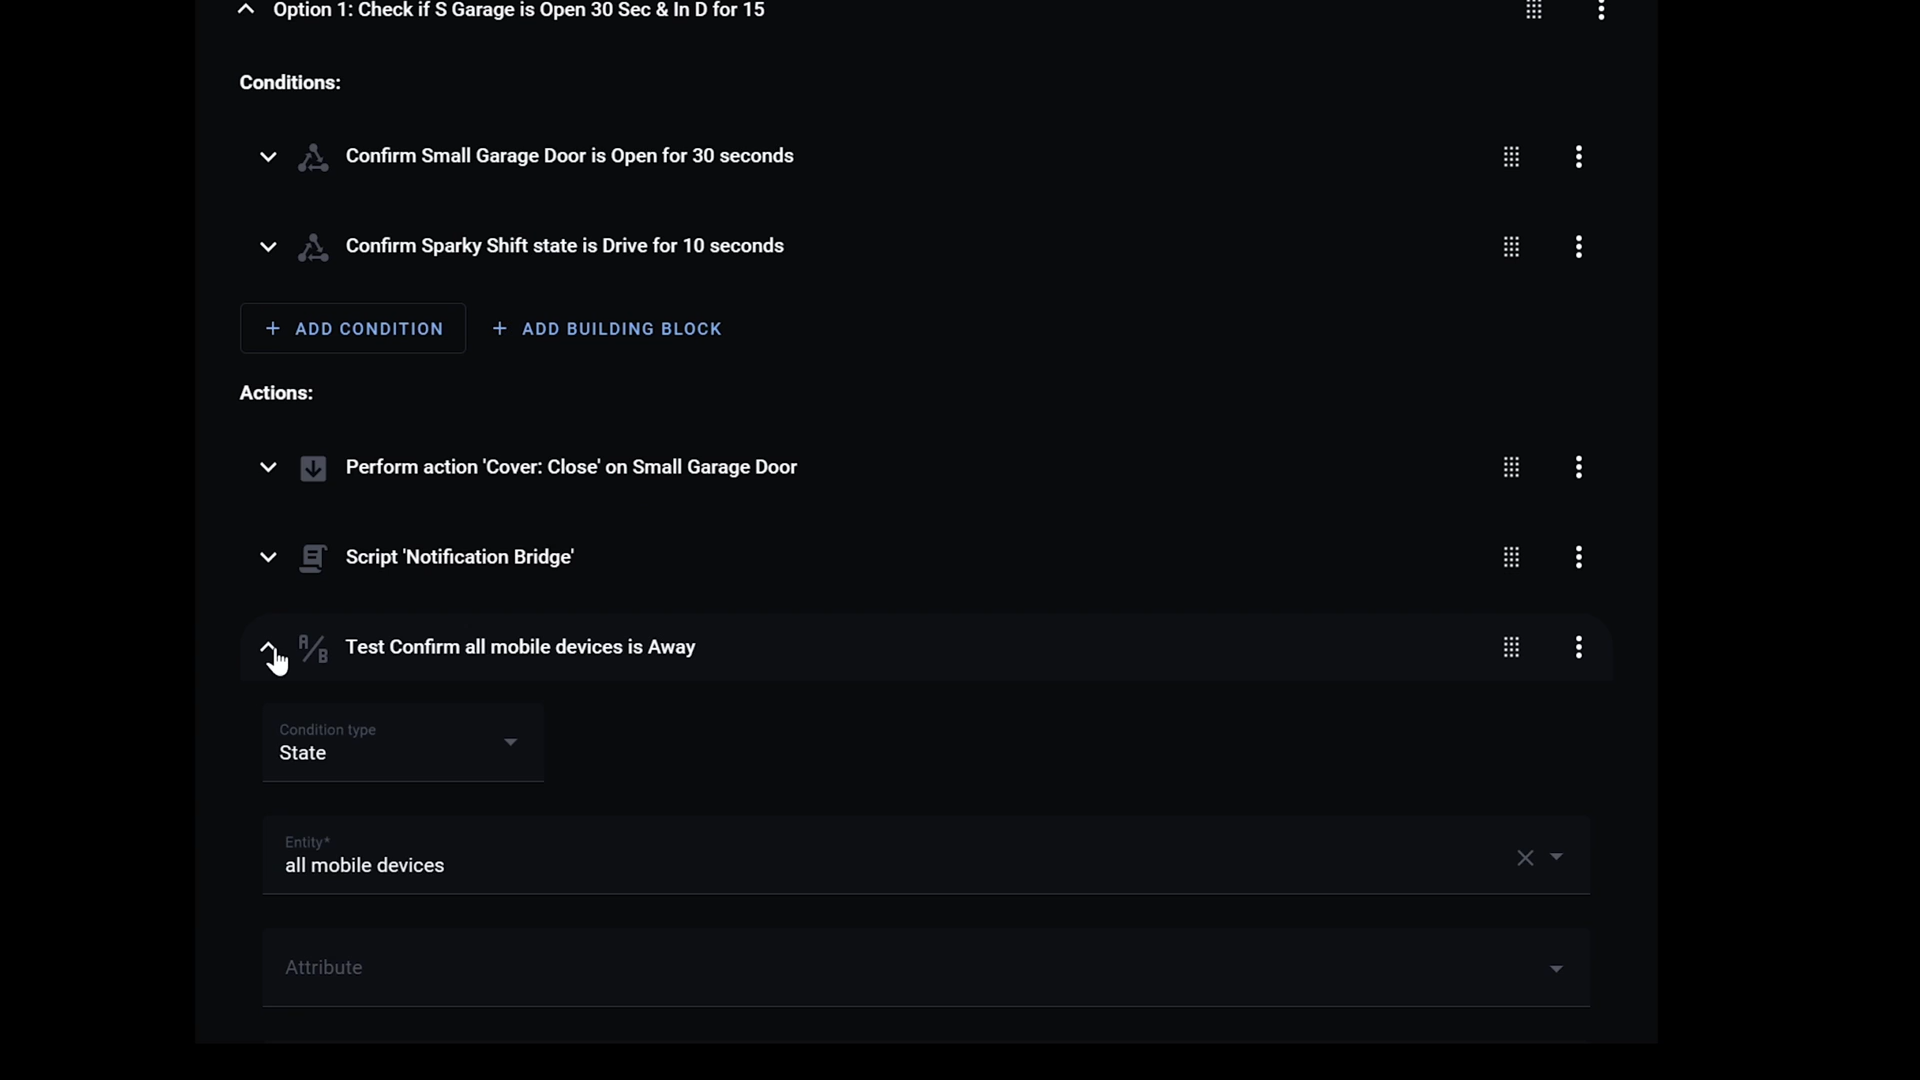 Option 1: Check if S Garage is Open 30 Sec & In D for 15
Conditions:
Confirm Small Garage Door is Open for 30 seconds
Confirm Sparky Shift state is Drive for 10 seconds
+ ADD CONDITION + ADD BUILDING BLOCK
Actions:
Perform action 'Cover: Close' on Small Garage Door
Script 'Notification Bridge'
A/B Test Confirm all mobile devices is Away
Condition type
State
Entity*
all mobile devices
Attribute